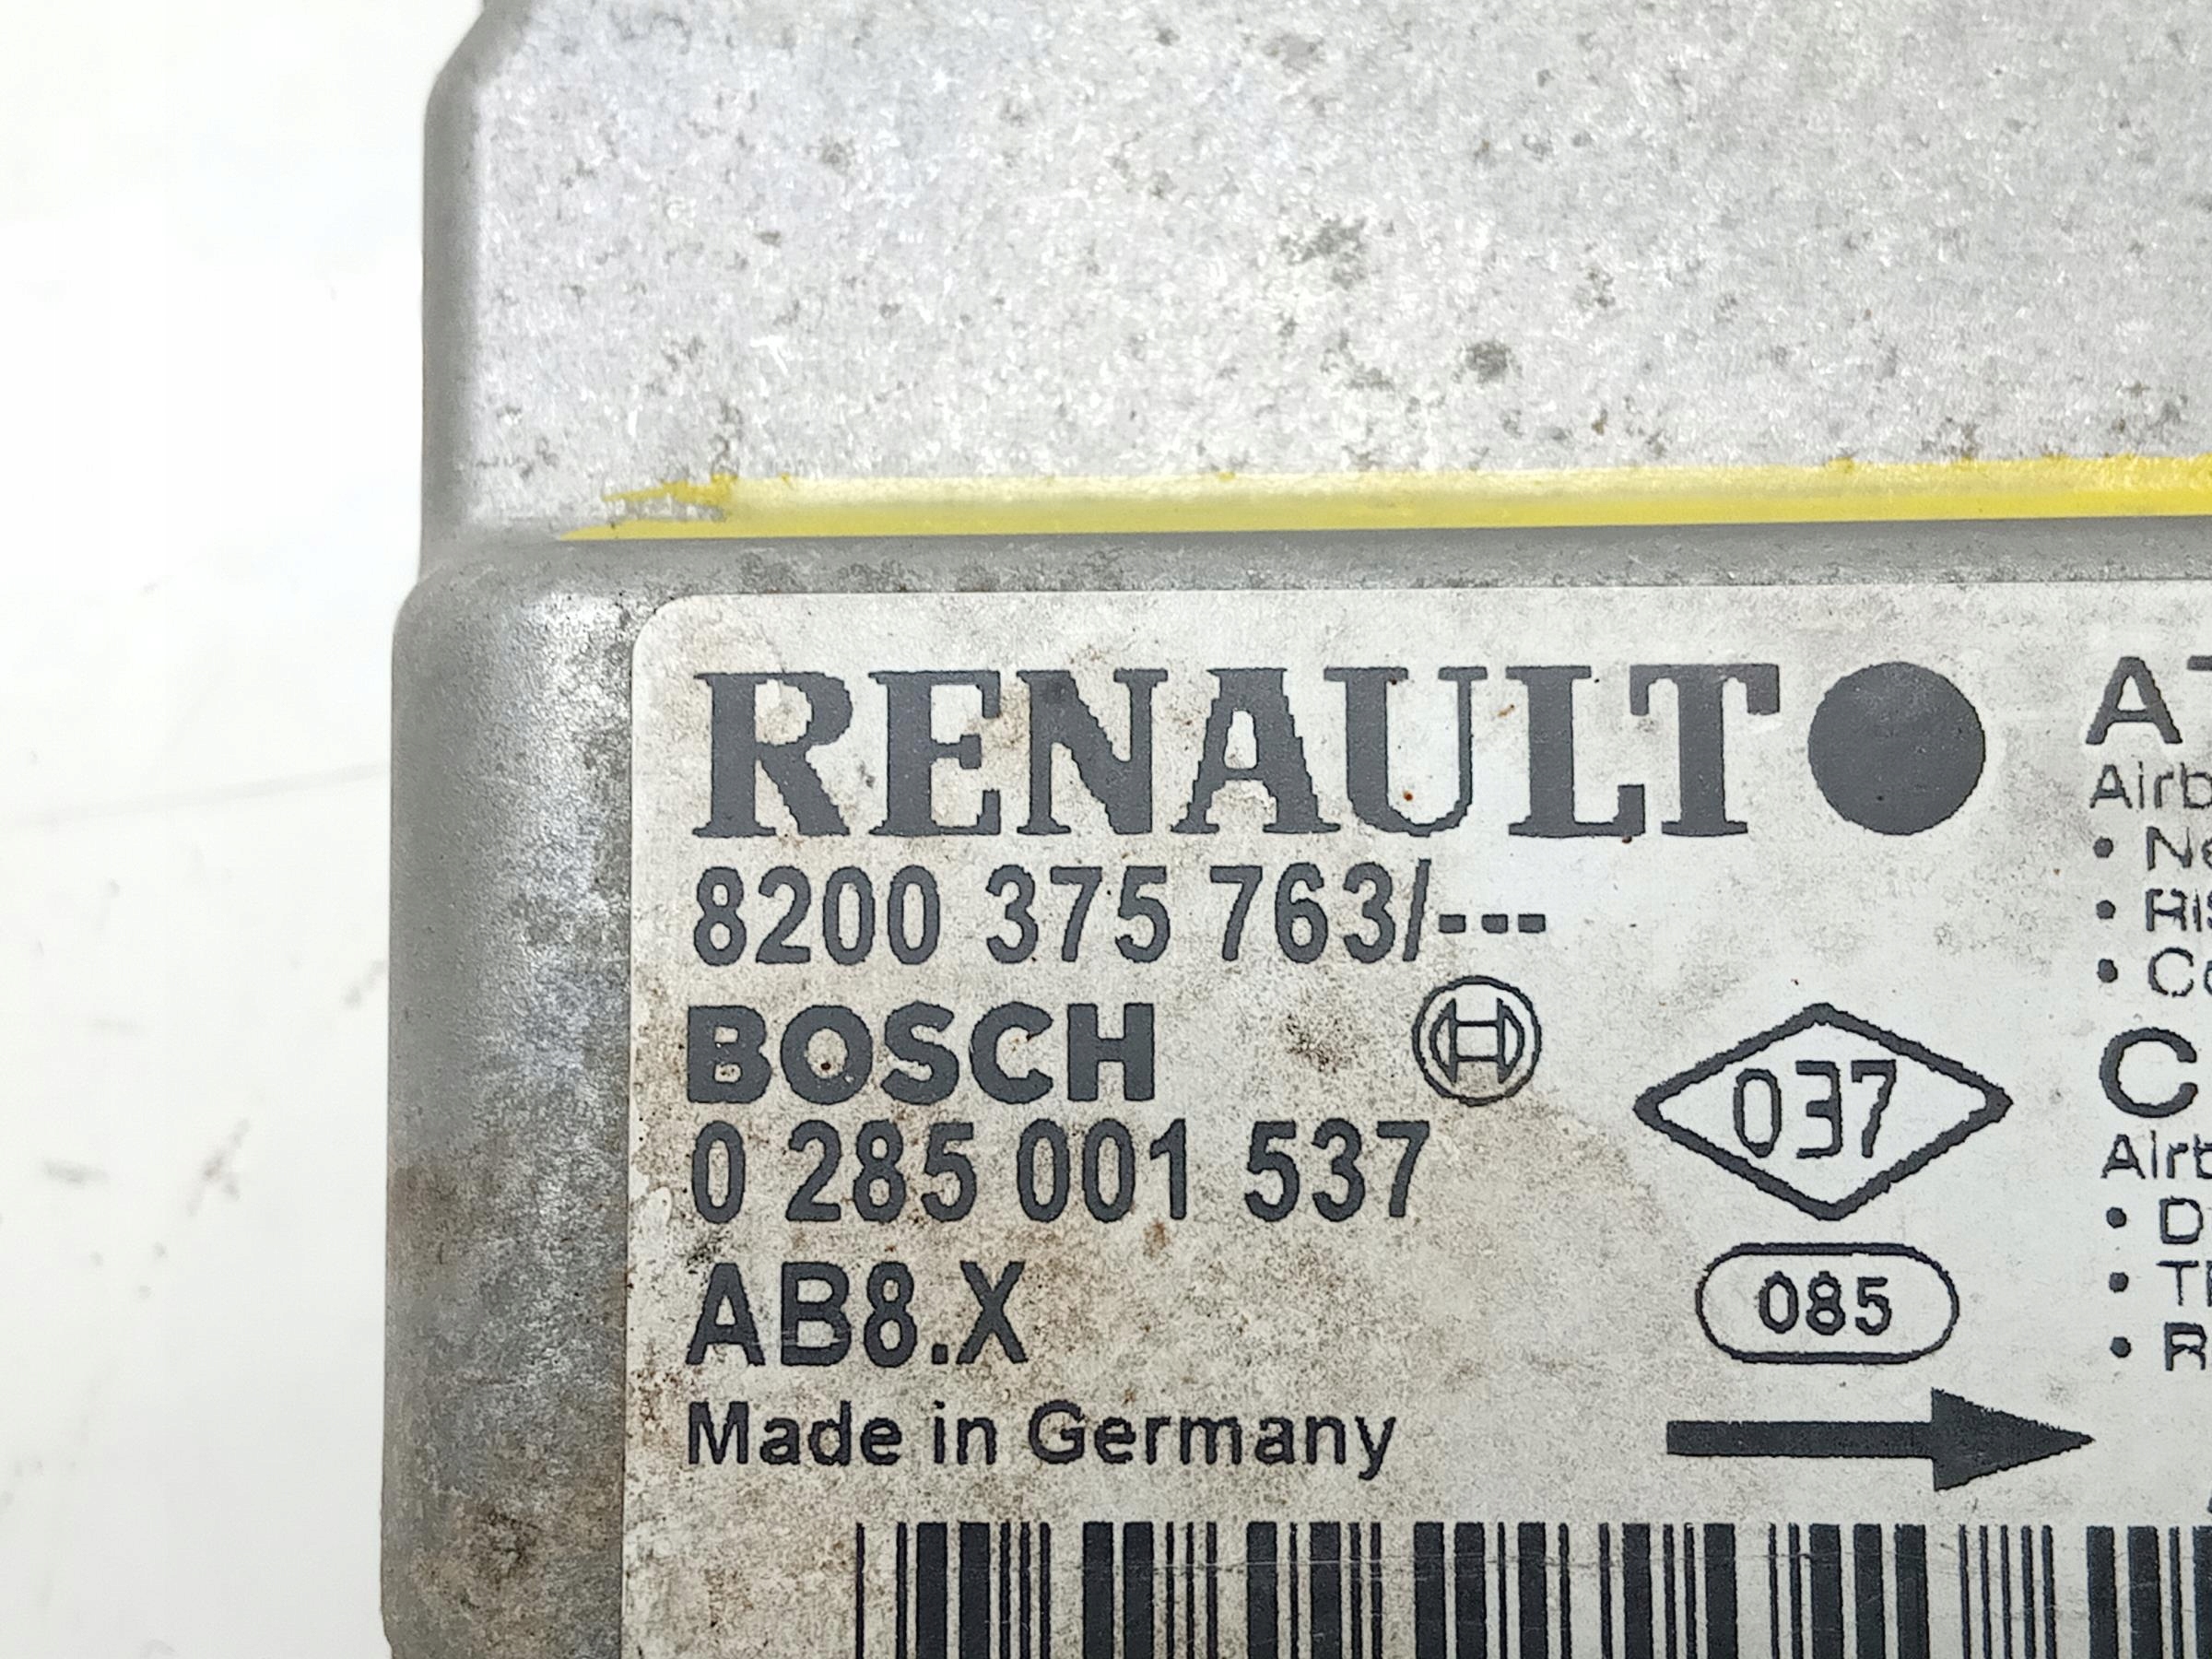 RENAULT
8200 375 763/---
BOSCH
0 285 001 537
AB8.X
Made in Germany
037
085